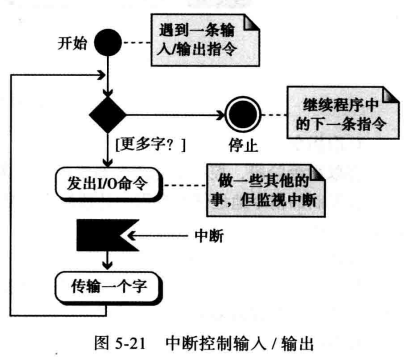 开始
遇到一条输
入/输出指令
[更多字？]
停止
继续程序中
的下一条指令
发出I/O命令
做一些其他的
事，但监视中断
中断
传输一个字
图 5-21 中断控制输入 / 输出